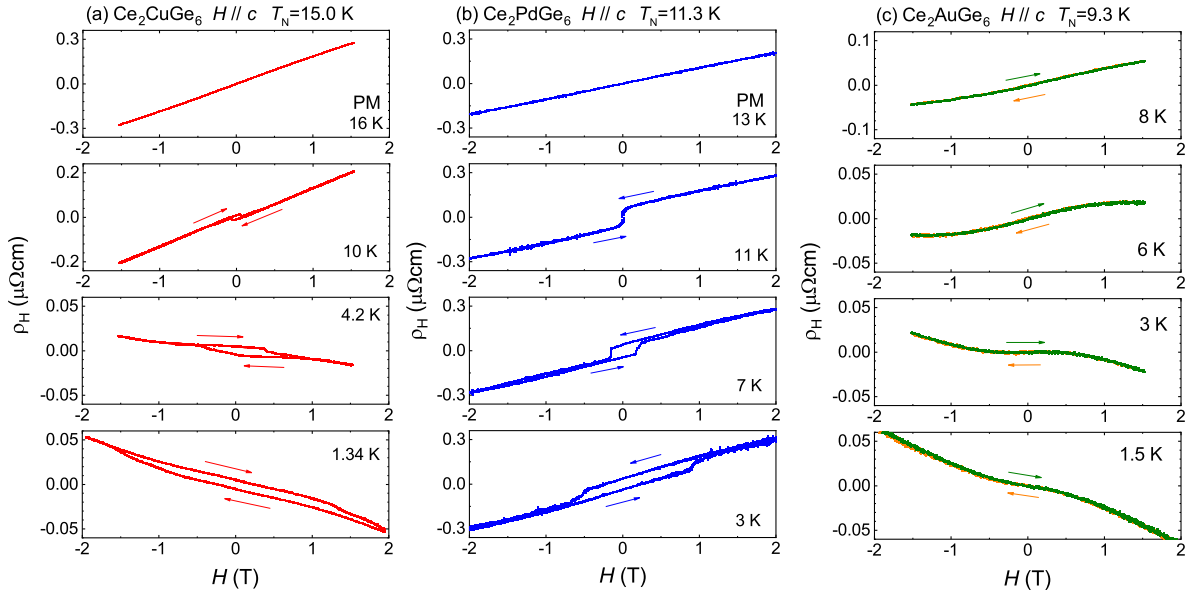 (a) Ce₂CuGe₆ H // c T_N=15.0 K
0.3
0.0
-0.3
PM
16 K
-2 -1 0 1 2
0.2
0.0
-0.2
10 K
-2 -1 0 1 2
0.05
0.00
-0.05
4.2 K
-2 -1 0 1 2
0.05
0.00
-0.05
1.34 K
-2 -1 0 1 2
ρ_H (μΩcm)
H (T)
(b) Ce₂PdGe₆ H // c T_N=11.3 K
0.3
0.0
-0.3
PM
13 K
-2 -1 0 1 2
0.3
0.0
-0.3
11 K
-2 -1 0 1 2
0.3
0.0
-0.3
7 K
-2 -1 0 1 2
0.3
0.0
-0.3
3 K
-2 -1 0 1 2
ρ_H (μΩcm)
H (T)
(c) Ce₂AuGe₆ H // c T_N=9.3 K
0.1
0.0
-0.1
8 K
-2 -1 0 1 2
0.05
0.00
-0.05
6 K
-2 -1 0 1 2
0.05
0.00
-0.05
3 K
-2 -1 0 1 2
0.05
0.00
-0.05
1.5 K
-2 -1 0 1 2
ρ_H (μΩcm)
H (T)